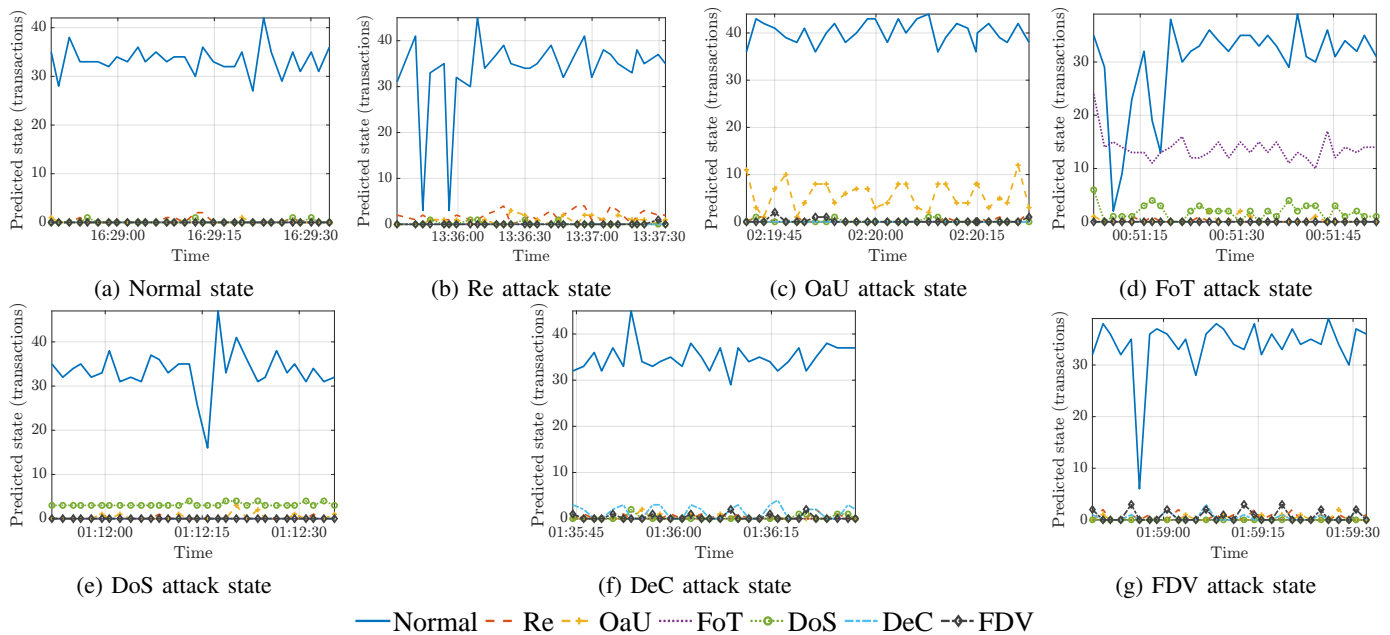 Predicted state (transactions)
40
30
20
10
0
16:29:00 16:29:15 16:29:30
Time
(a) Normal state
Predicted state (transactions)
40
30
20
10
0
13:36:00 13:36:30 13:37:00 13:37:30
Time
(b) Re attack state
Predicted state (transactions)
40
20
0
02:19:45 02:20:00 02:20:15
Time
(c) OaU attack state
Predicted state (transactions)
40
30
20
10
0
00:51:15 00:51:30 00:51:45
Time
(d) FoT attack state
Predicted state (transactions)
40
30
20
10
0
01:12:00 01:12:15 01:12:30
Time
(e) DoS attack state
Predicted state (transactions)
40
30
20
10
0
01:35:45 01:36:00 01:36:15
Time
(f) DeC attack state
Predicted state (transactions)
30
20
10
0
01:59:00 01:59:15 01:59:30
Time
(g) FDV attack state
Normal Re OaU FoT DoS DeC FDV